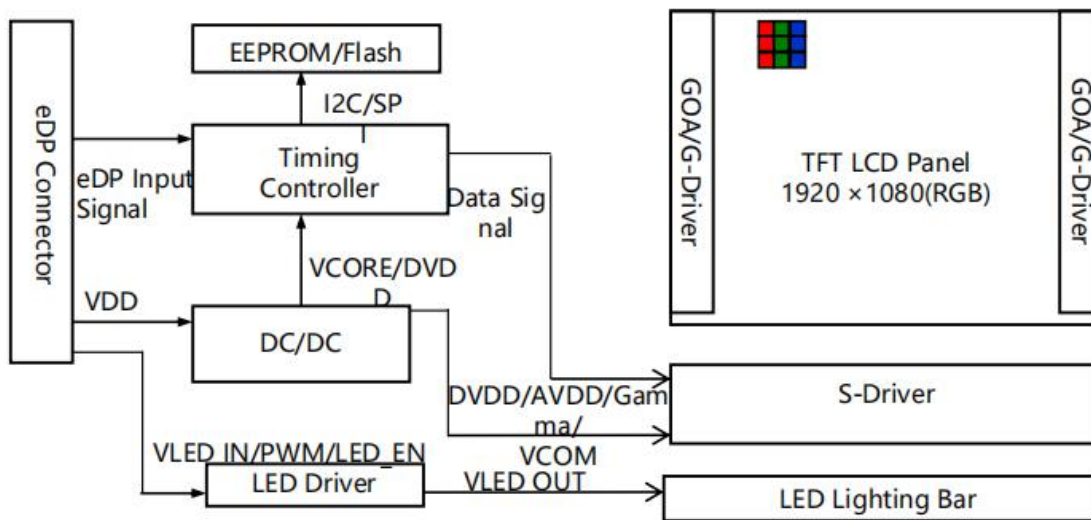 eDP Connector
EEPROM/Flash
I2C/SP
I
Timing
Controller
eDP Input
Signal
Data Sig
nal
VCORE/DVD
D
VDD
DC/DC
DVDD/AVDD/Gam
ma/
VCOM
VLED IN/PWM/LED_EN
LED Driver
VLED OUT
GOA/G-Driver
TFT LCD Panel
1920 ×1080(RGB)
GOA/G-Driver
S-Driver
LED Lighting Bar